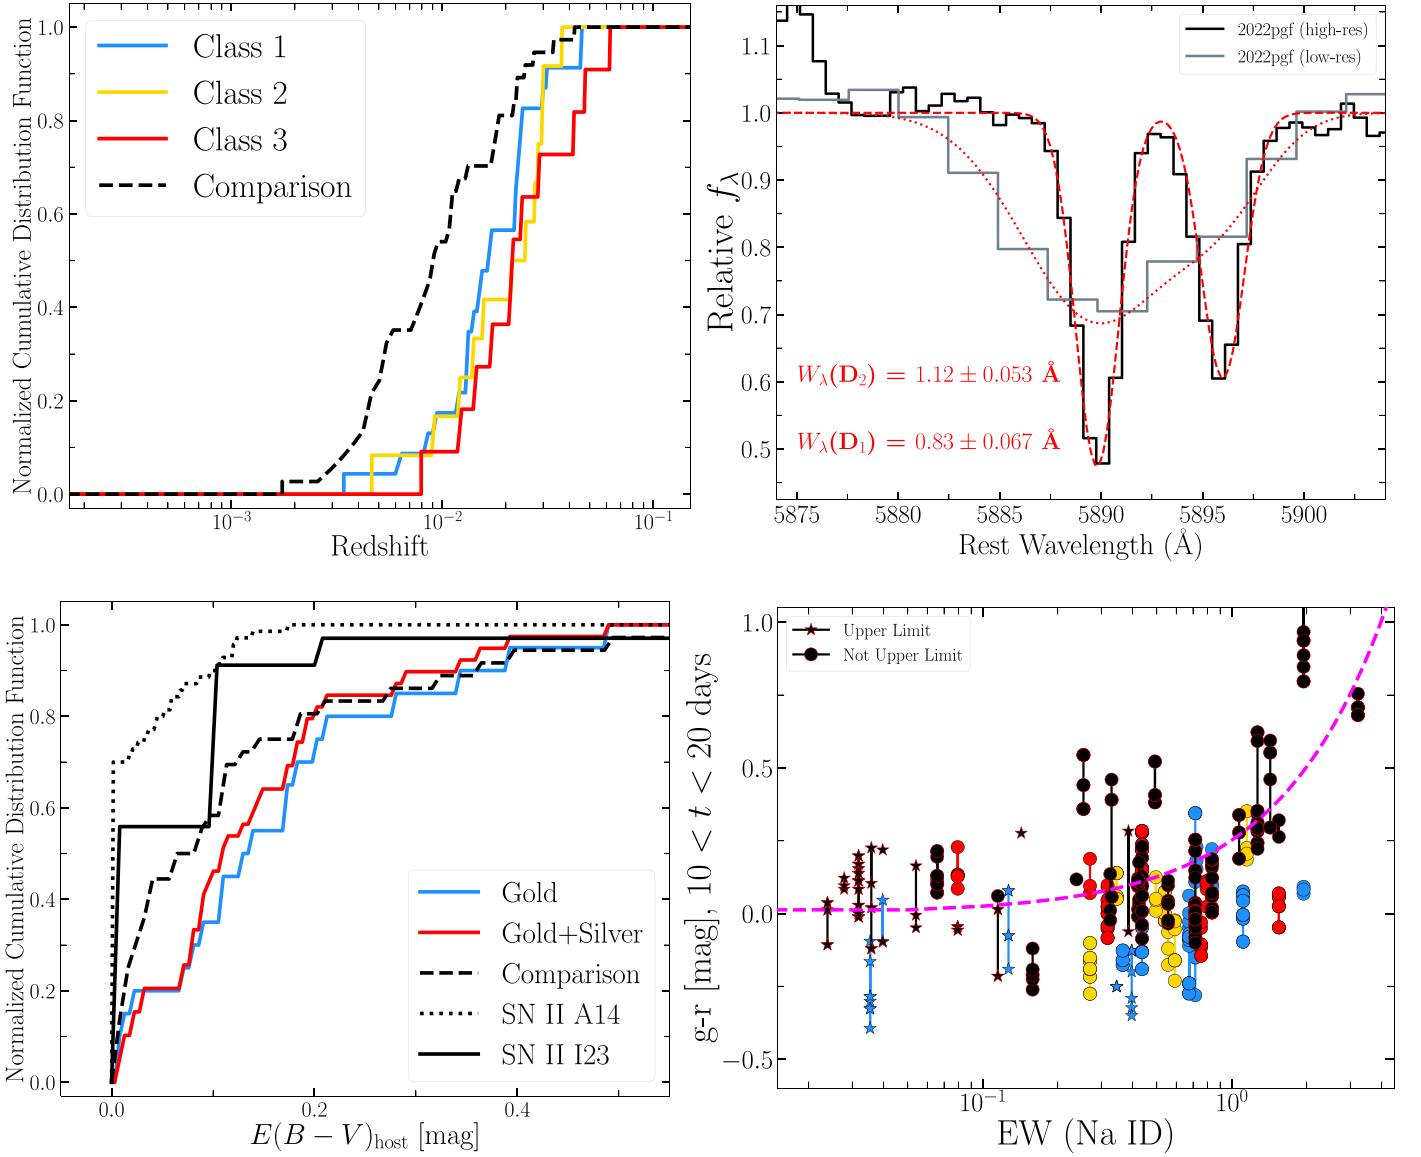 Normalized Cumulative Distribution Function
1.0
0.8
0.6
0.4
0.2
0.0
Class 1
Class 2
Class 3
Comparison
10⁻³
10⁻²
10⁻¹
Redshift
Relative f_λ
1.1
1.0
0.9
0.8
0.7
0.6
0.5
2022pgf (high-res)
2022pgf (low-res)
W_λ(D₂) = 1.12 ± 0.053 Å
W_λ(D₁) = 0.83 ± 0.067 Å
5875
5880
5885
5890
5895
5900
Rest Wavelength (Å)
Normalized Cumulative Distribution Function
1.0
0.8
0.6
0.4
0.2
0.0
Gold
Gold+Silver
Comparison
SN II A14
SN II I23
0.0
0.2
0.4
E(B − V)host [mag]
g-r [mag], 10 < t < 20 days
1.0
0.5
0.0
−0.5
Upper Limit
Not Upper Limit
10⁻¹
10⁰
EW (Na ID)